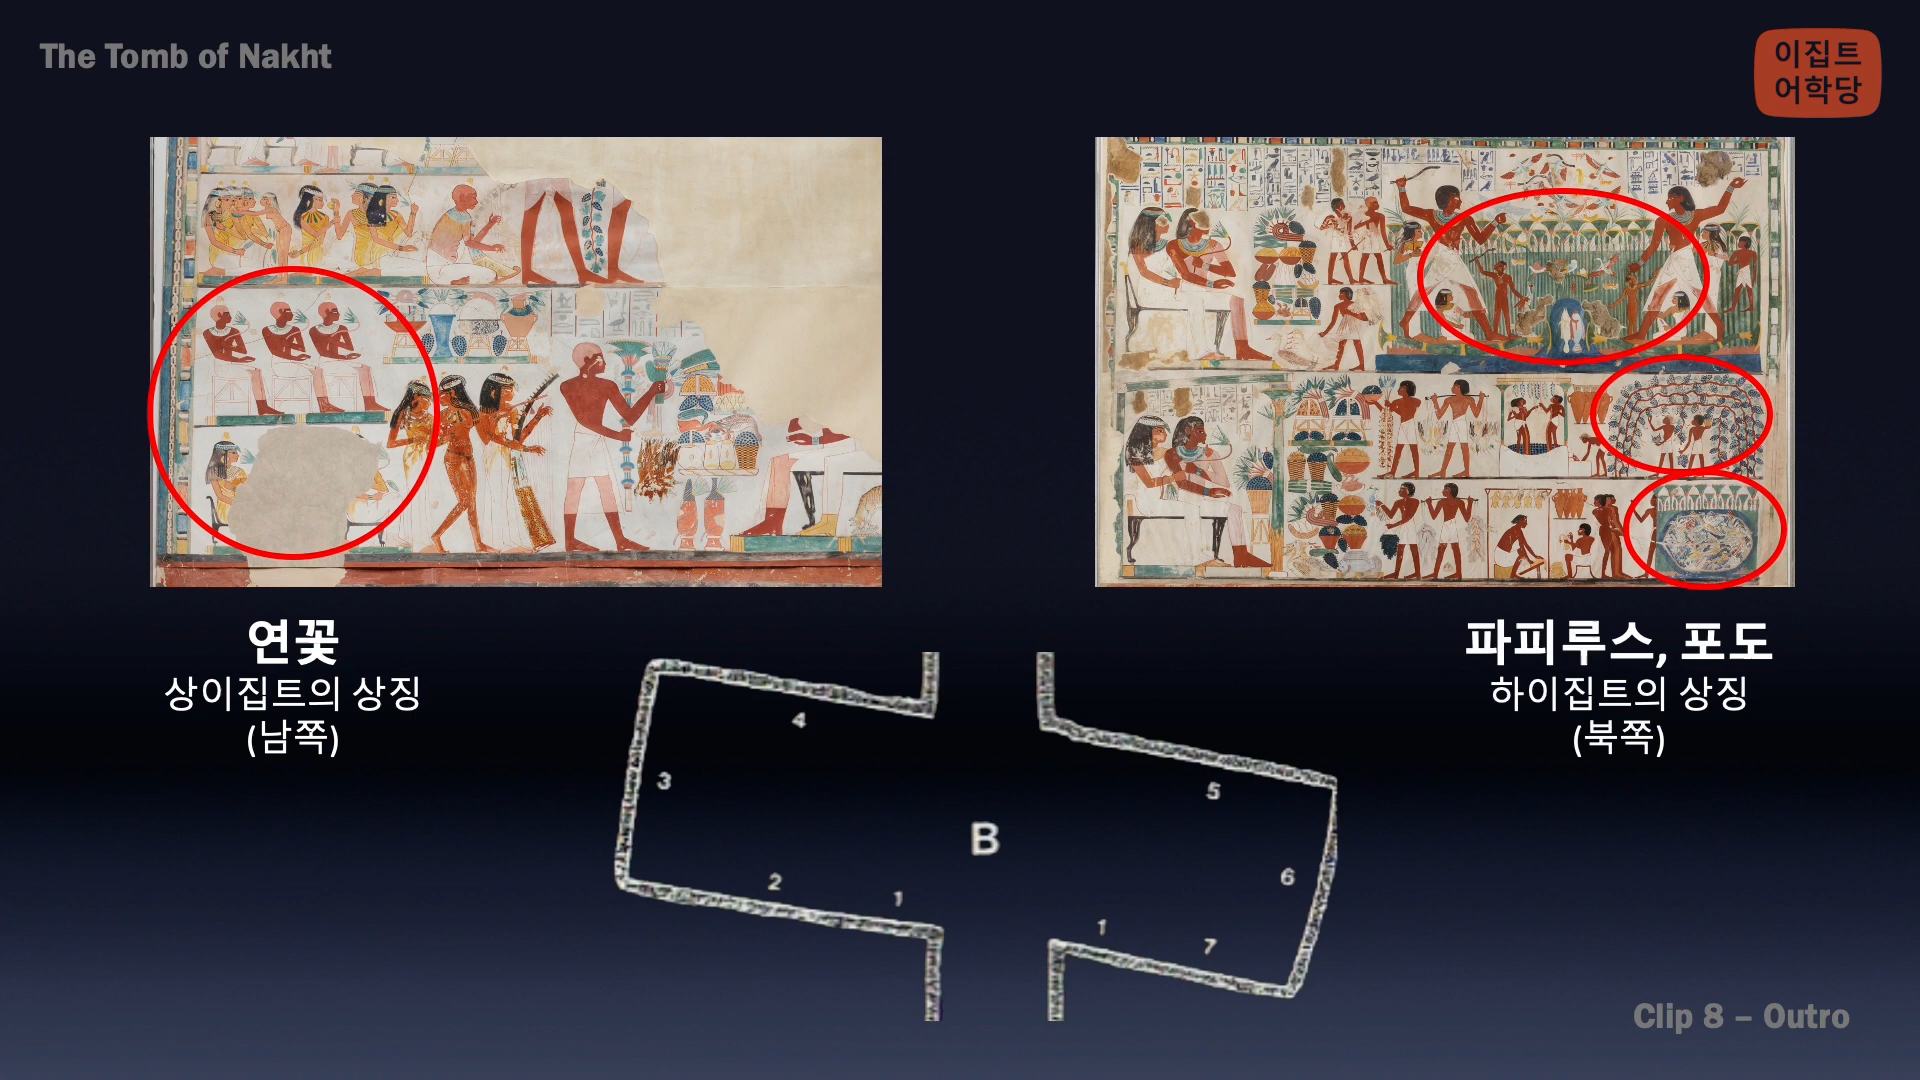 The Tomb of Nakht
이집트
어학당
연꽃
상이집트의 상징
(남쪽)
파피루스, 포도
하이집트의 상징
(북쪽)
4
3
5
B
2
1
6
1
7
Clip 8 – Outro